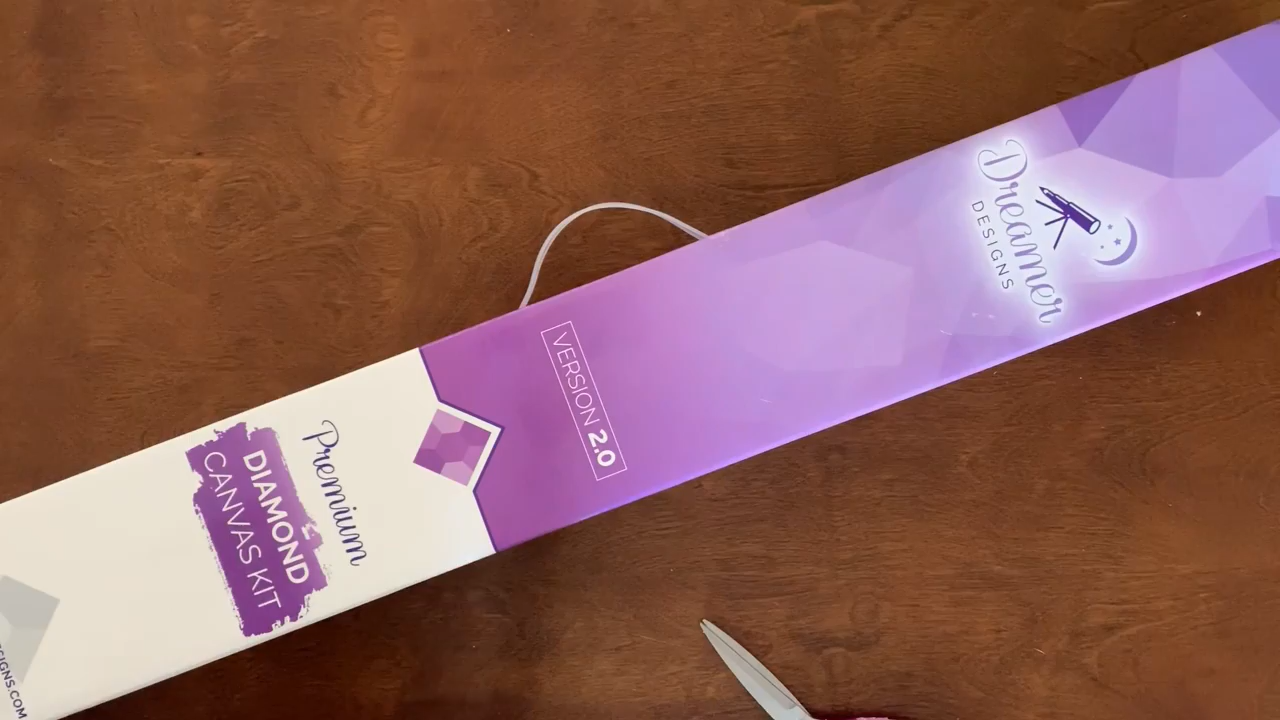 Dreamer
DESIGNS
VERSION 2.0
Premium
DIAMOND
CANVAS KIT